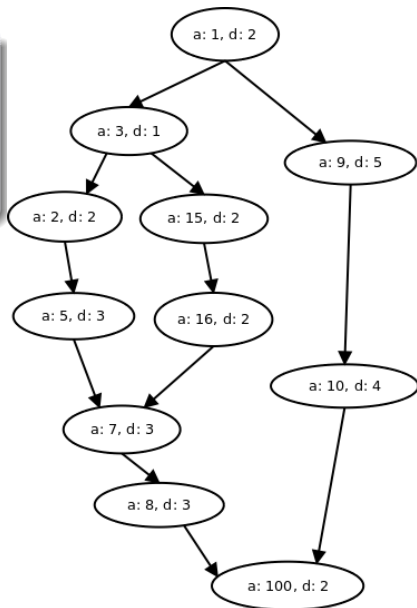 a: 1, d: 2
a: 3, d: 1
a: 9, d: 5
a: 2, d: 2
a: 15, d: 2
a: 5, d: 3
a: 16, d: 2
a: 10, d: 4
a: 7, d: 3
a: 8, d: 3
a: 100, d: 2